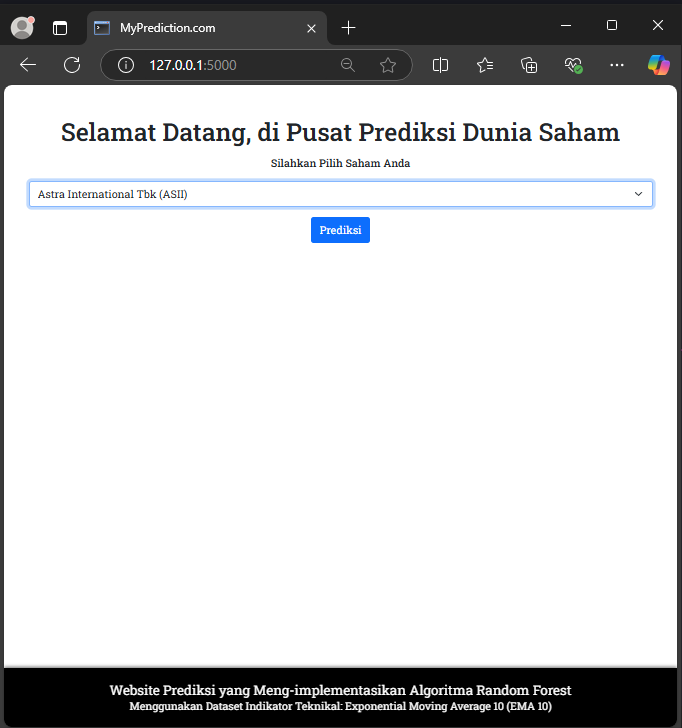 MyPrediction.com
127.0.0.1:5000
Selamat Datang, di Pusat Prediksi Dunia Saham
Silahkan Pilih Saham Anda
Astra International Tbk (ASII)
Prediksi
Website Prediksi yang Meng-implementasikan Algoritma Random Forest
Menggunakan Dataset Indikator Teknikal: Exponential Moving Average 10 (EMA 10)